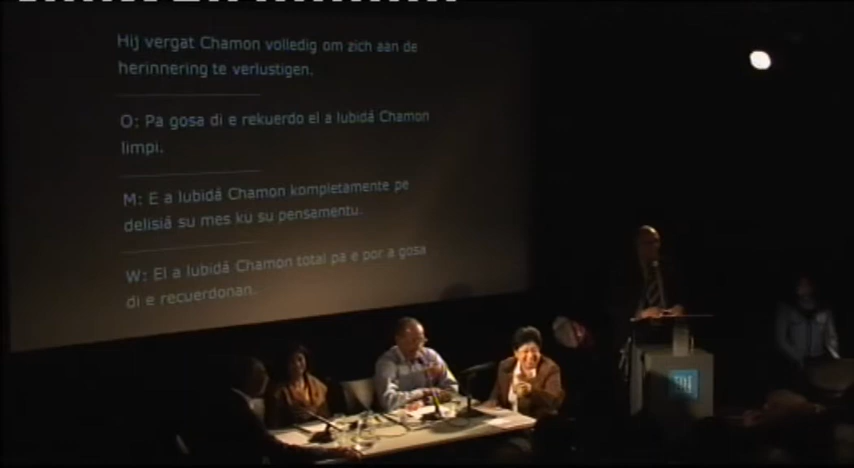 Hij vergat Chamon volledig om zich aan de
herinnering te verlustigen.
O: Pa gosa di e rekuerdo el a lubidá Chamon
limpi.
M: E a lubidá Chamon kompletamente pe
delisiá su mes ku su pensamentu.
W: El a lubidá Chamon total pa e por a gosa
di e recuerdonan.